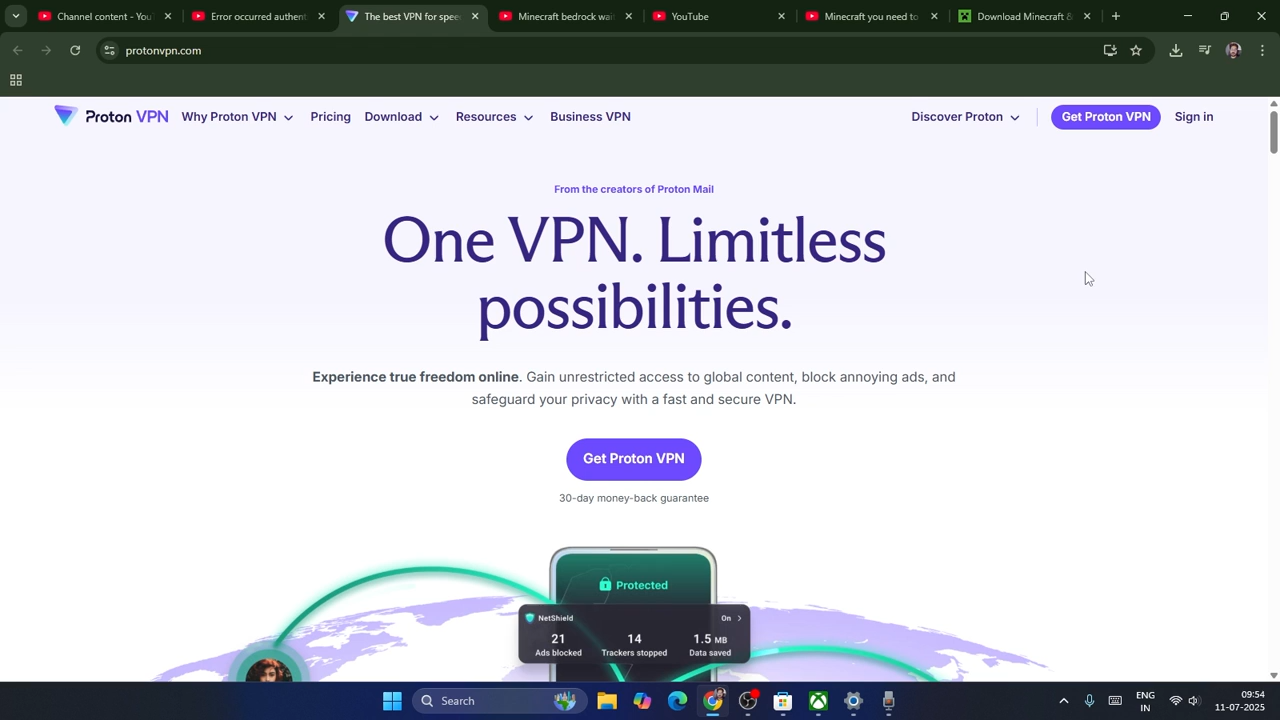 Channel content - You
Error occurred authent
The best VPN for spee
Minecraft bedrock wai
YouTube
Minecraft you need to
Download Minecraft &
protonvpn.com
Proton VPN
Why Proton VPN
Pricing
Download
Resources
Business VPN
Discover Proton
Get Proton VPN
Sign in
From the creators of Proton Mail
One VPN. Limitless
possibilities.
Experience true freedom online. Gain unrestricted access to global content, block annoying ads, and
safeguard your privacy with a fast and secure VPN.
Get Proton VPN
30-day money-back guarantee
Protected
NetShield
On
21
14
1.5 MB
Ads blocked
Trackers stopped
Data saved
Search
ENG
IN
09:54
11-07-2025